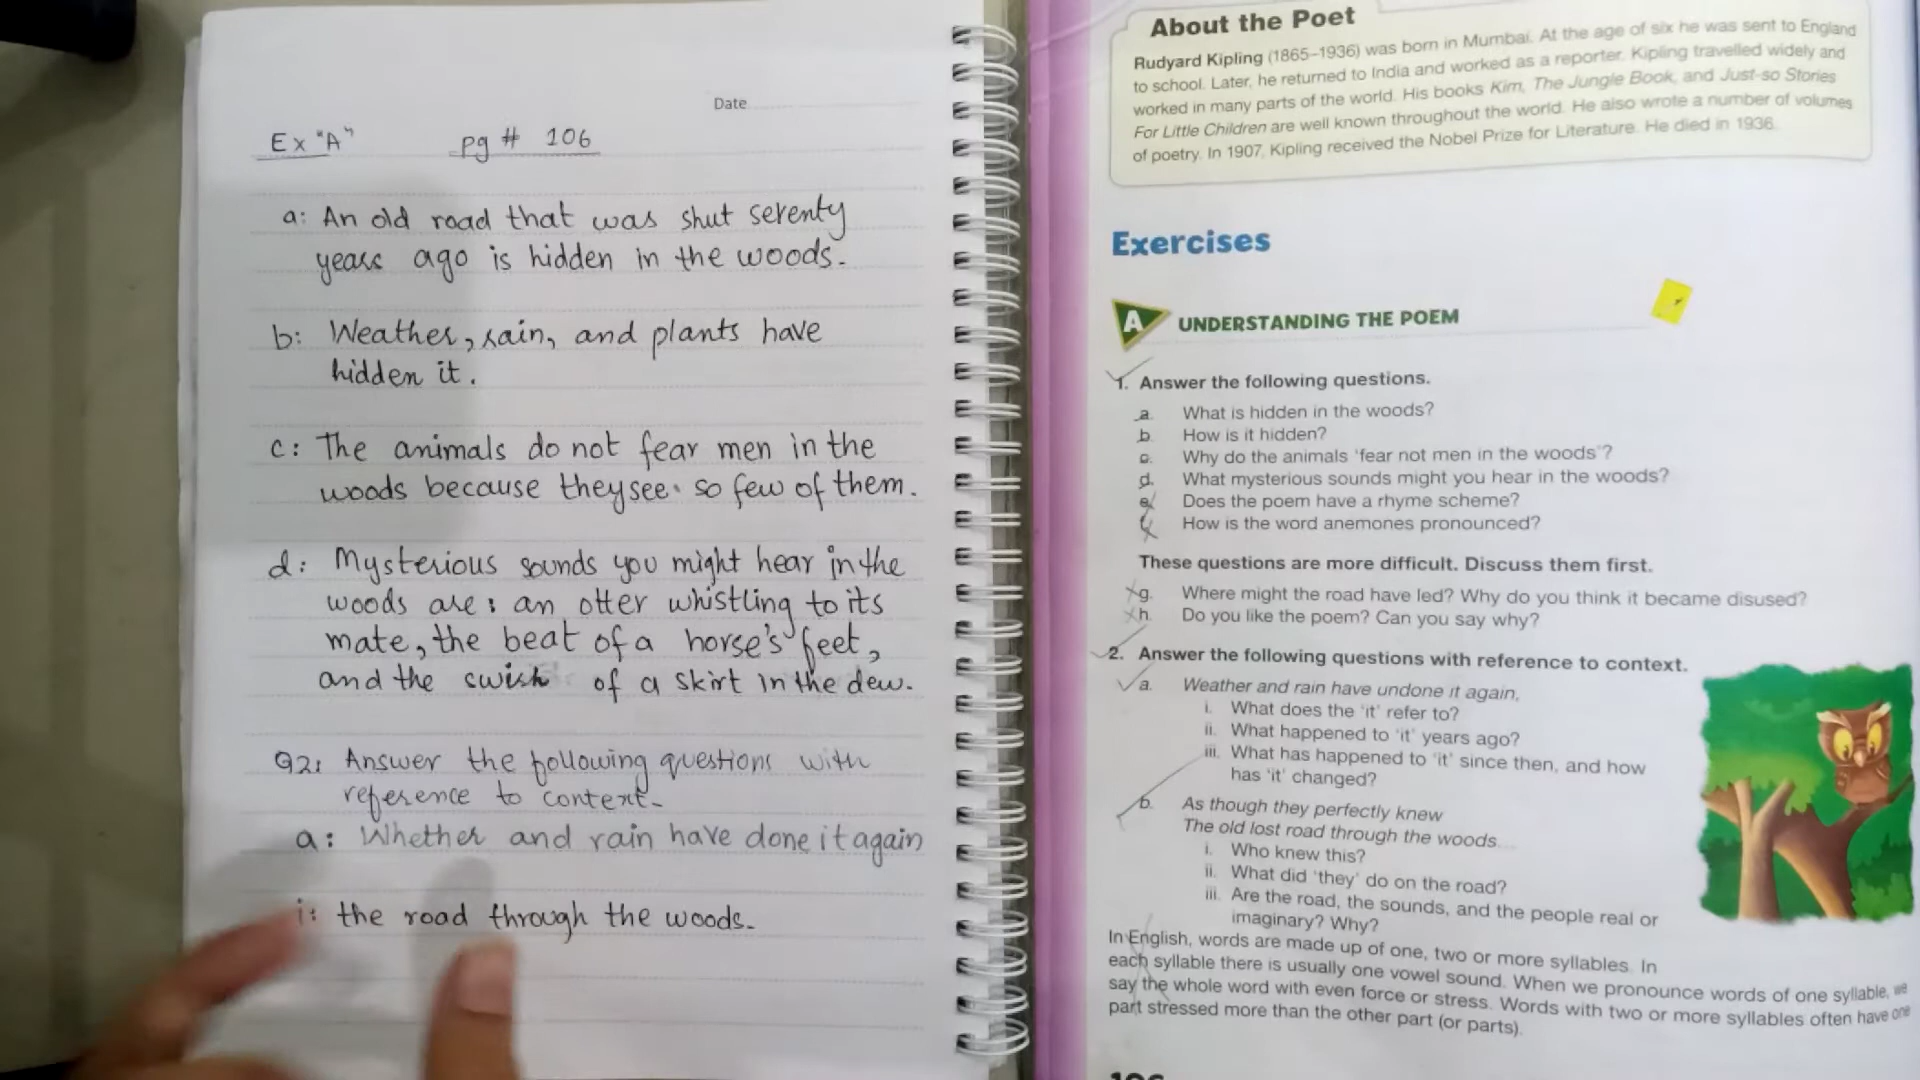 Date
Ex "A" pg # 106
a: An old road that was shut seventy
years ago is hidden in the woods.
b: Weather, rain, and plants have
hidden it.
c: The animals do not fear men in the
woods because they see so few of them.
d: Mysterious sounds you might hear in the
woods are: an otter whistling to its
mate, the beat of a horse's feet,
and the swish of a skirt in the dew.
Q2: Answer the following questions with
reference to context.
a: Whether and rain have done it again
i: the road through the woods.
About the Poet
Rudyard Kipling (1865–1936) was born in Mumbai. At the age of six he was sent to England
to school. Later, he returned to India and worked as a reporter. Kipling travelled widely and
worked in many parts of the world. His books Kim, The Jungle Book, and Just-so Stories
For Little Children are well known throughout the world. He also wrote a number of volumes
of poetry. In 1907, Kipling received the Nobel Prize for Literature. He died in 1936.
Exercises
A UNDERSTANDING THE POEM
1. Answer the following questions.
a. What is hidden in the woods?
b. How is it hidden?
c. Why do the animals 'fear not men in the woods'?
d. What mysterious sounds might you hear in the woods?
e. Does the poem have a rhyme scheme?
f. How is the word anemones pronounced?
These questions are more difficult. Discuss them first.
g. Where might the road have led? Why do you think it became disused?
h. Do you like the poem? Can you say why?
2. Answer the following questions with reference to context.
a. Weather and rain have undone it again,
i. What does the 'it' refer to?
ii. What happened to 'it' years ago?
iii. What has happened to 'it' since then, and how
has 'it' changed?
b. As though they perfectly knew
The old lost road through the woods...
i. Who knew this?
ii. What did 'they' do on the road?
iii. Are the road, the sounds, and the people real or
imaginary? Why?
In English, words are made up of one, two or more syllables. In
each syllable there is usually one vowel sound. When we pronounce words of one syllable, we
say the whole word with even force or stress. Words with two or more syllables often have one
part stressed more than the other part (or parts).